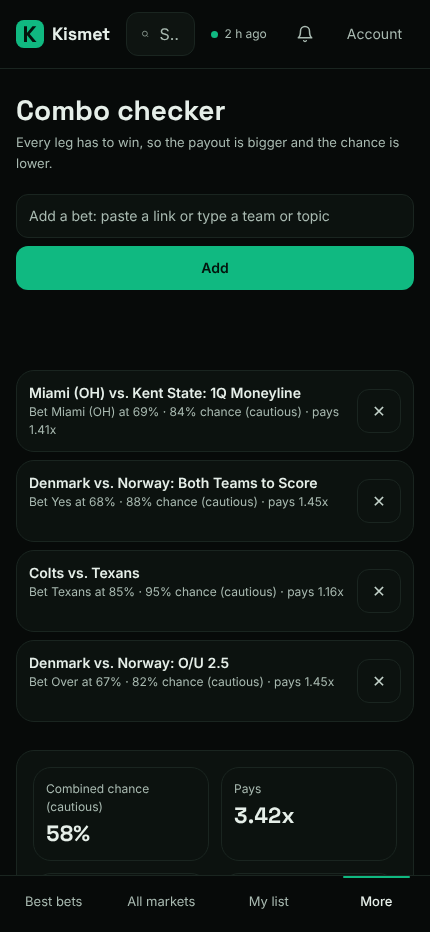 Kismet
S..
2 h ago
Account
Combo checker
Every leg has to win, so the payout is bigger and the chance is
lower.
Add a bet: paste a link or type a team or topic
Add
Miami (OH) vs. Kent State: 1Q Moneyline
Bet Miami (OH) at 69% · 84% chance (cautious) · pays
1.41x
×
Denmark vs. Norway: Both Teams to Score
Bet Yes at 68% · 88% chance (cautious) · pays 1.45x
×
Colts vs. Texans
Bet Texans at 85% · 95% chance (cautious) · pays 1.16x
×
Denmark vs. Norway: O/U 2.5
Bet Over at 67% · 82% chance (cautious) · pays 1.45x
×
Combined chance
(cautious)
58%
Pays
3.42x
Best bets
All markets
My list
More